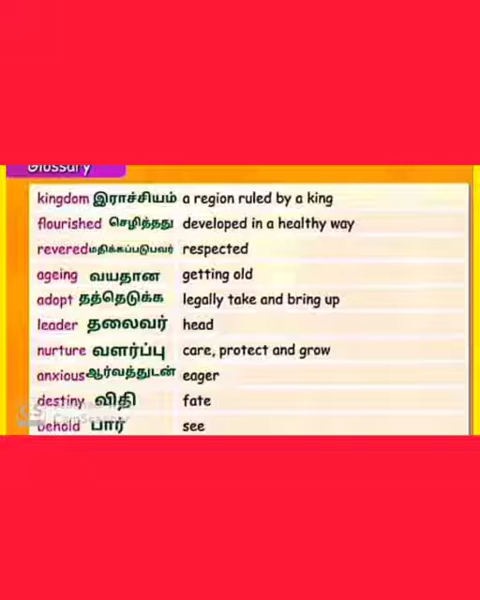 Glossary
kingdom இராச்சியம் a region ruled by a king
flourished செழித்தது developed in a healthy way
revered மதிக்கப்படுபவர் respected
ageing வயதான getting old
adopt தத்தெடுக்க legally take and bring up
leader தலைவர் head
nurture வளர்ப்பு care, protect and grow
anxious ஆர்வத்துடன் eager
destiny விதி fate
behold பார் see
CS CamScanner